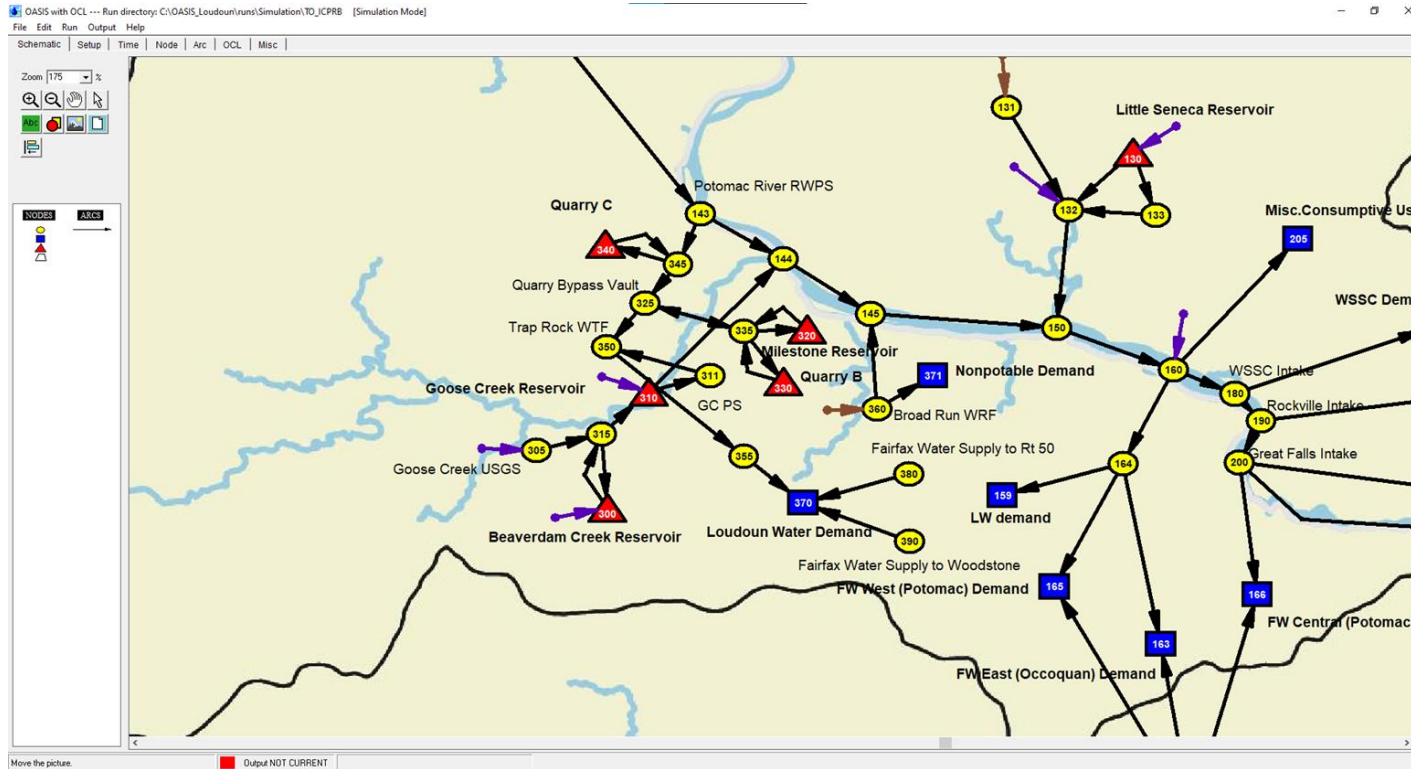 OASIS with OCL --- Run directory: C:\OASIS_Loudoun\runs\Simulation\TO_ICPRB [Simulation Mode]
File Edit Run Output Help
Schematic Setup Time Node Arc OCL Misc
Zoom 175 %
Abc
NODES ARCS
131
Little Seneca Reservoir
130
Potomac River RWPS
Quarry C
143
132
133
Misc.Consumptive Us
205
340
345
144
Quarry Bypass Vault
325
WSSC Dem
145
150
Trap Rock WTF
335
320
350
Milestone Reservoir
Goose Creek Reservoir
311
Quarry B
330
371
Nonpotable Demand
160
WSSC Intake
180
310
GC PS
360
Broad Run WRF
Rockville Intake
190
315
305
Goose Creek USGS
355
Fairfax Water Supply to Rt 50
380
Great Falls Intake
200
164
300
370
159
LW demand
Beaverdam Creek Reservoir
Loudoun Water Demand
390
Fairfax Water Supply to Woodstone
FW West (Potomac) Demand
165
166
FW Central (Potomac
163
FW East (Occoquan) Demand
Move the picture.
Output NOT CURRENT